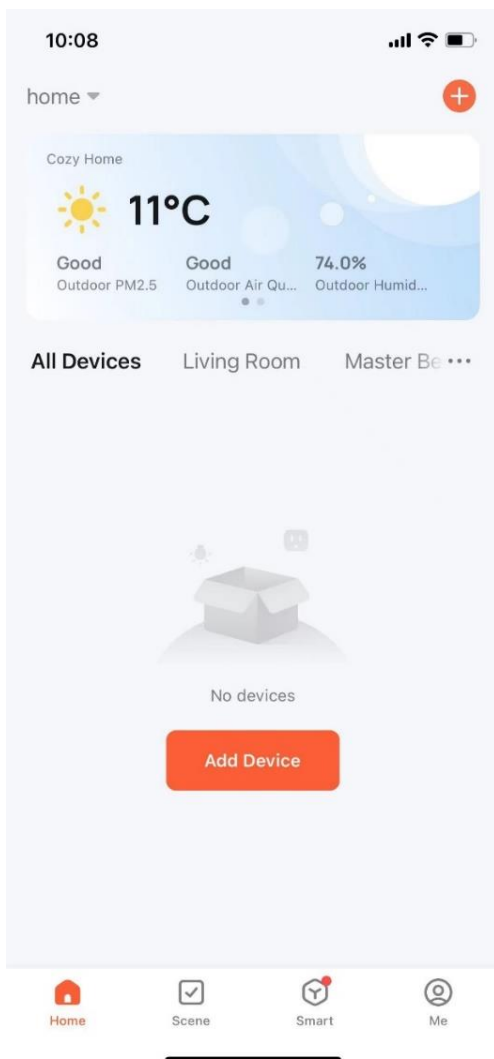 10:08
home
Cozy Home
11°C
Good Good 74.0%
Outdoor PM2.5 Outdoor Air Qu... Outdoor Humid...
All Devices Living Room Master Be ...
No devices
Add Device
Home Scene Smart Me